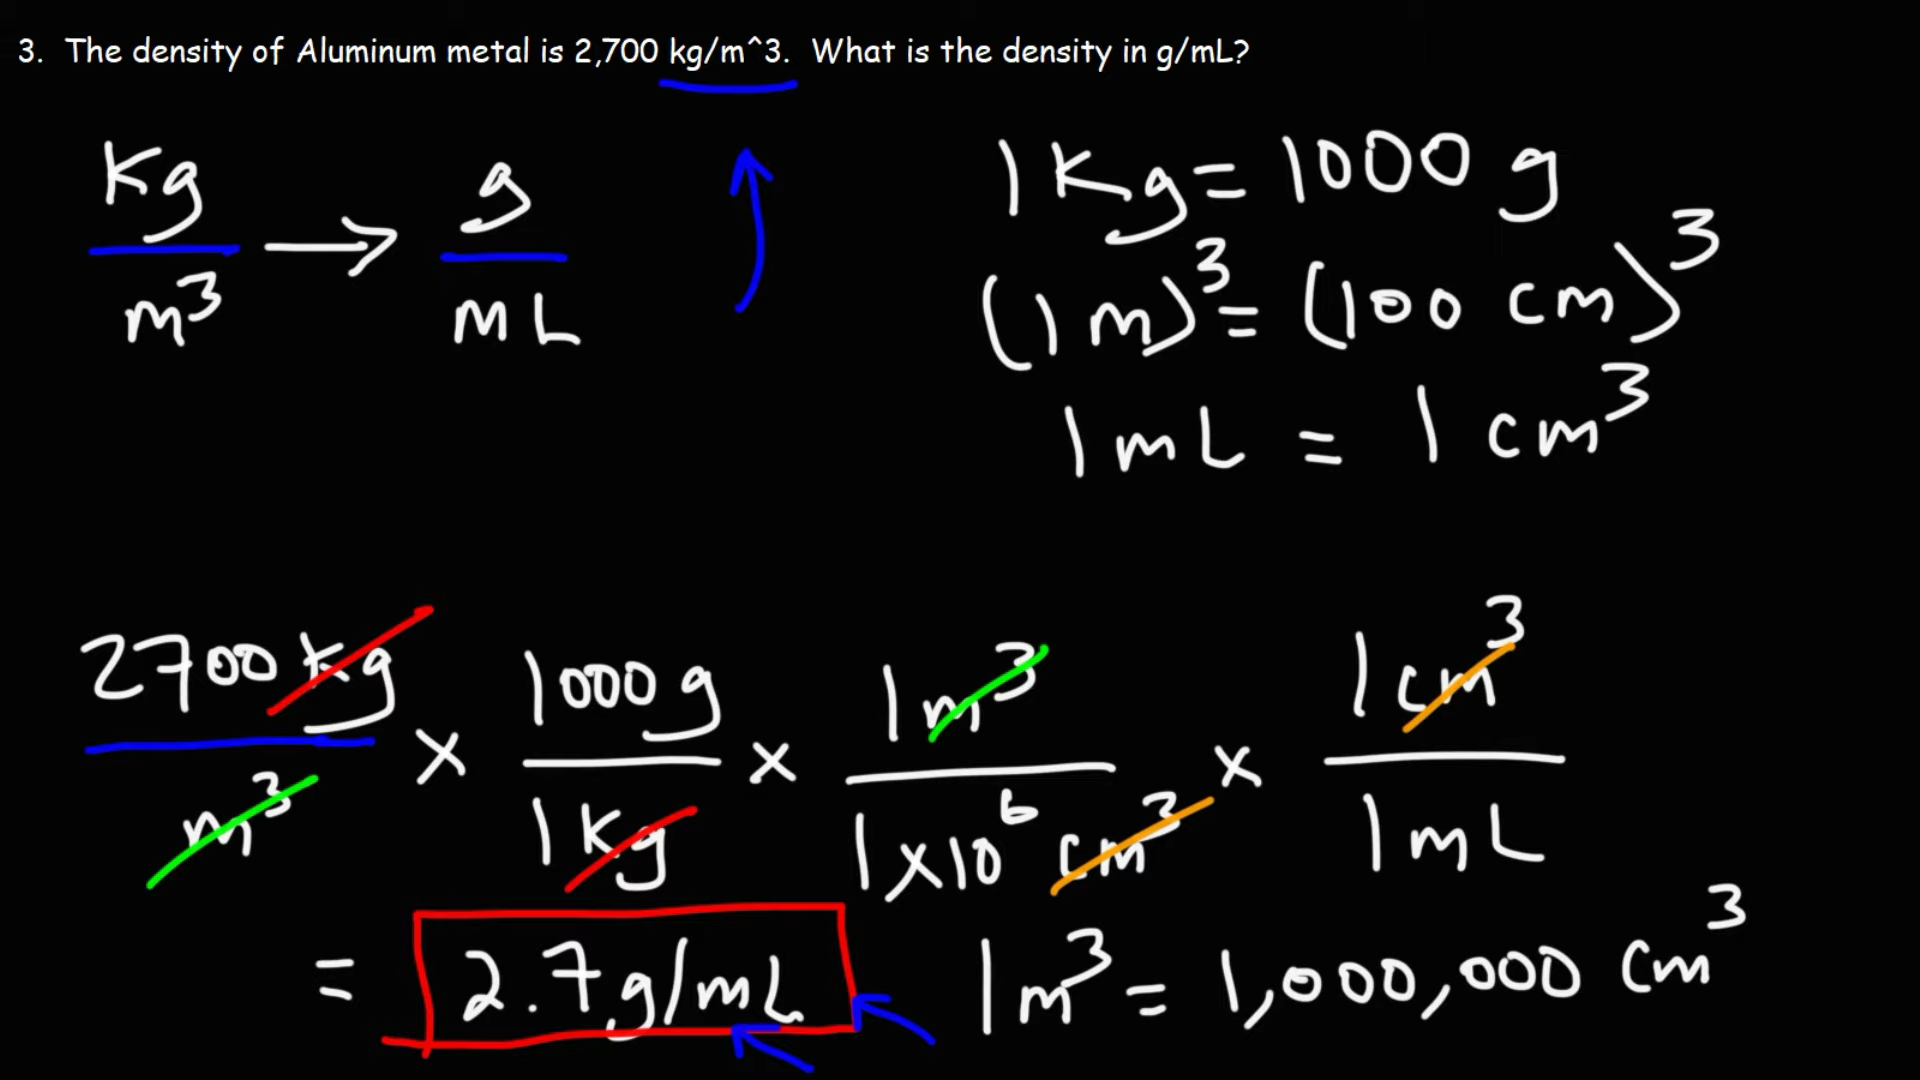 3. The density of Aluminum metal is 2,700 kg/m^3. What is the density in g/mL?
Kg/m³ → g/mL
1 Kg = 1000 g
(1 m)³ = (100 cm)³
1 mL = 1 cm³
2700 kg/m³ × 1000 g/1 Kg × 1 m³/1×10⁶ cm³ × 1 cm³/1 mL
= 2.7 g/mL
1 m³ = 1,000,000 cm³